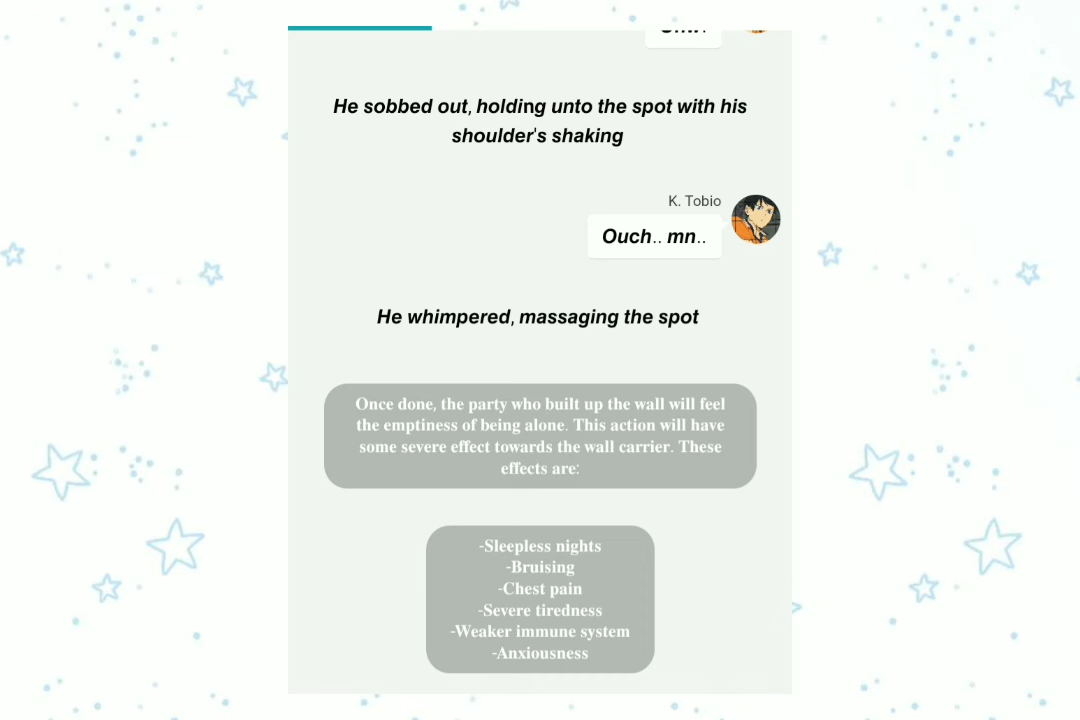 He sobbed out, holding unto the spot with his
shoulder's shaking
K. Tobio
Ouch.. mn..
He whimpered, massaging the spot
Once done, the party who built up the wall will feel
the emptiness of being alone. This action will have
some severe effect towards the wall carrier. These
effects are:
-Sleepless nights
-Bruising
-Chest pain
-Severe tiredness
-Weaker immune system
-Anxiousness